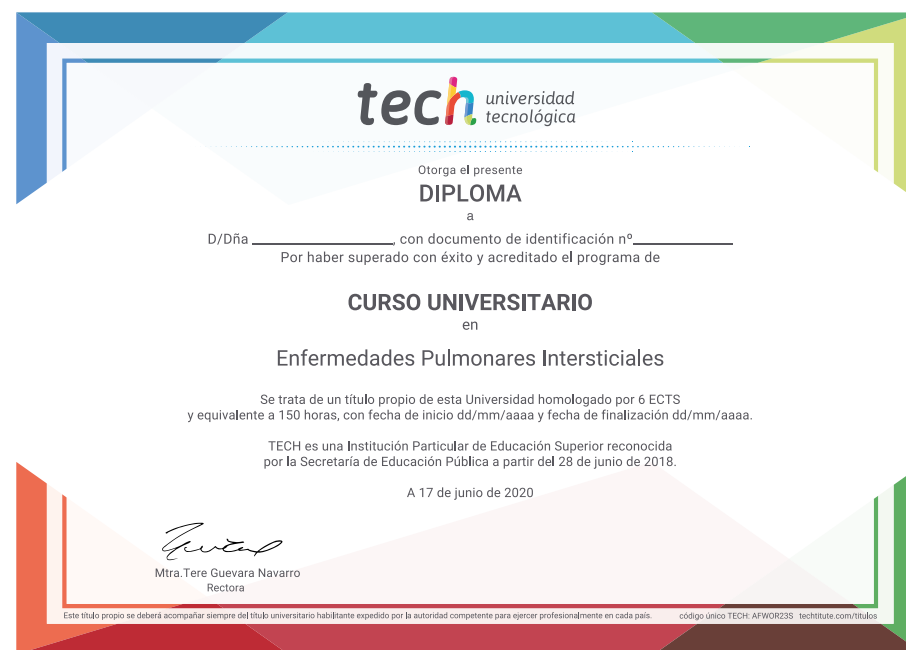 tech universidad
tecnológica
Otorga el presente
DIPLOMA
a
D/Dña ________________, con documento de identificación nº____________
Por haber superado con éxito y acreditado el programa de
CURSO UNIVERSITARIO
en
Enfermedades Pulmonares Intersticiales
Se trata de un título propio de esta Universidad homologado por 6 ECTS
y equivalente a 150 horas, con fecha de inicio dd/mm/aaaa y fecha de finalización dd/mm/aaaa.
TECH es una Institución Particular de Educación Superior reconocida
por la Secretaría de Educación Pública a partir del 28 de junio de 2018.
A 17 de junio de 2020
Mtra.Tere Guevara Navarro
Rectora
Este título propio se deberá acompañar siempre del título universitario habilitante expedido por la autoridad competente para ejercer profesionalmente en cada país. código único TECH: AFWOR23S techtitute.com/titulos